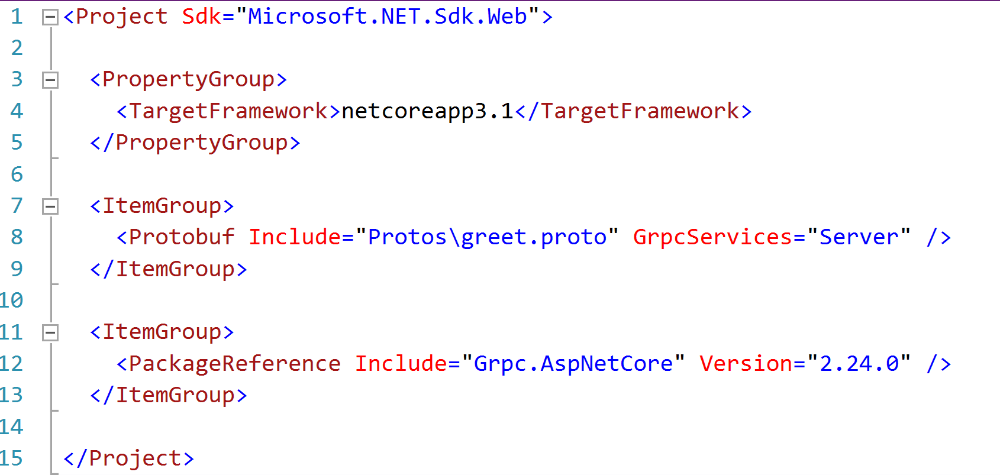 1 <Project Sdk="Microsoft.NET.Sdk.Web">
2
3 <PropertyGroup>
4 <TargetFramework>netcoreapp3.1</TargetFramework>
5 </PropertyGroup>
6
7 <ItemGroup>
8 <Protobuf Include="Protos\greet.proto" GrpcServices="Server" />
9 </ItemGroup>
10
11 <ItemGroup>
12 <PackageReference Include="Grpc.AspNetCore" Version="2.24.0" />
13 </ItemGroup>
14
15 </Project>